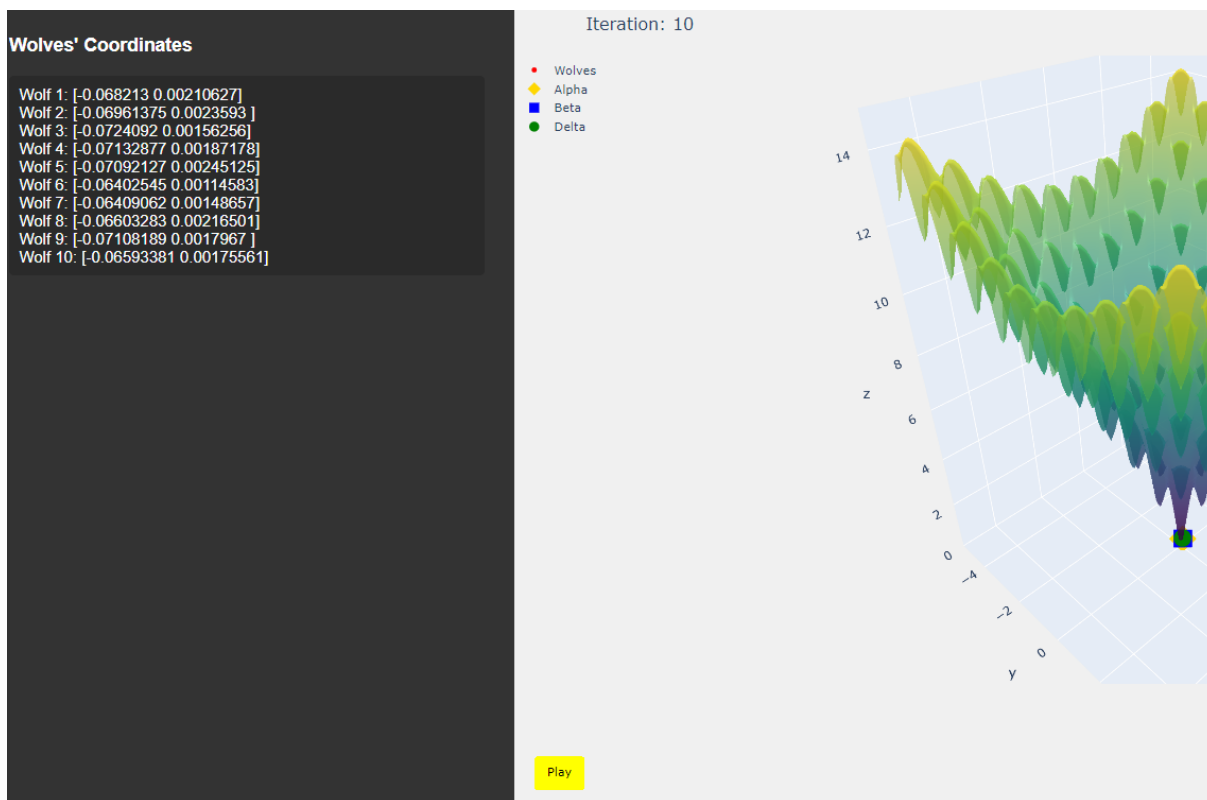 Wolves' Coordinates
Wolf 1: [-0.068213 0.00210627]
Wolf 2: [-0.06961375 0.0023593 ]
Wolf 3: [-0.0724092 0.00156256]
Wolf 4: [-0.07132877 0.00187178]
Wolf 5: [-0.07092127 0.00245125]
Wolf 6: [-0.06402545 0.00114583]
Wolf 7: [-0.06409062 0.00148657]
Wolf 8: [-0.06603283 0.00216501]
Wolf 9: [-0.07108189 0.0017967 ]
Wolf 10: [-0.06593381 0.00175561]
Iteration: 10
Wolves
Alpha
Beta
Delta
14
12
10
8
z
6
4
2
0
−4
−2
0
y
Play